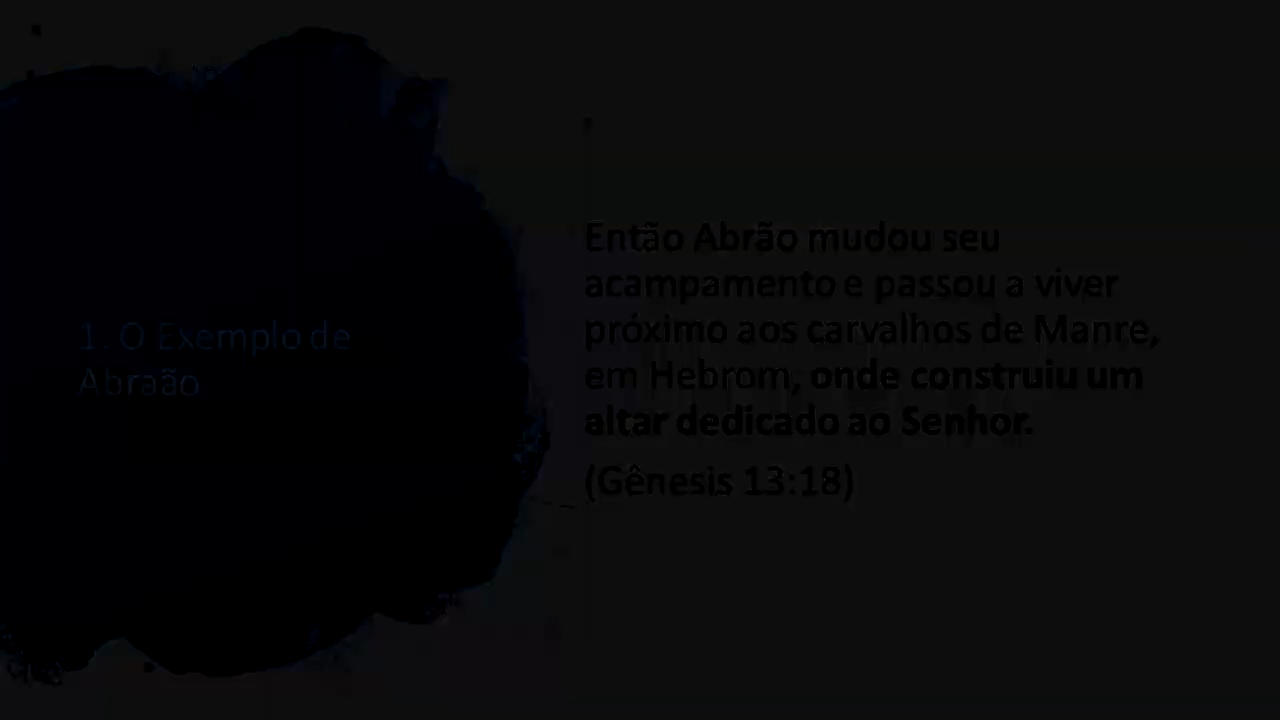 1. O Exemplo de
Abraão
Então Abrão mudou seu
acampamento e passou a viver
próximo aos carvalhos de Manre,
em Hebrom, onde construiu um
altar dedicado ao Senhor.
(Gênesis 13:18)